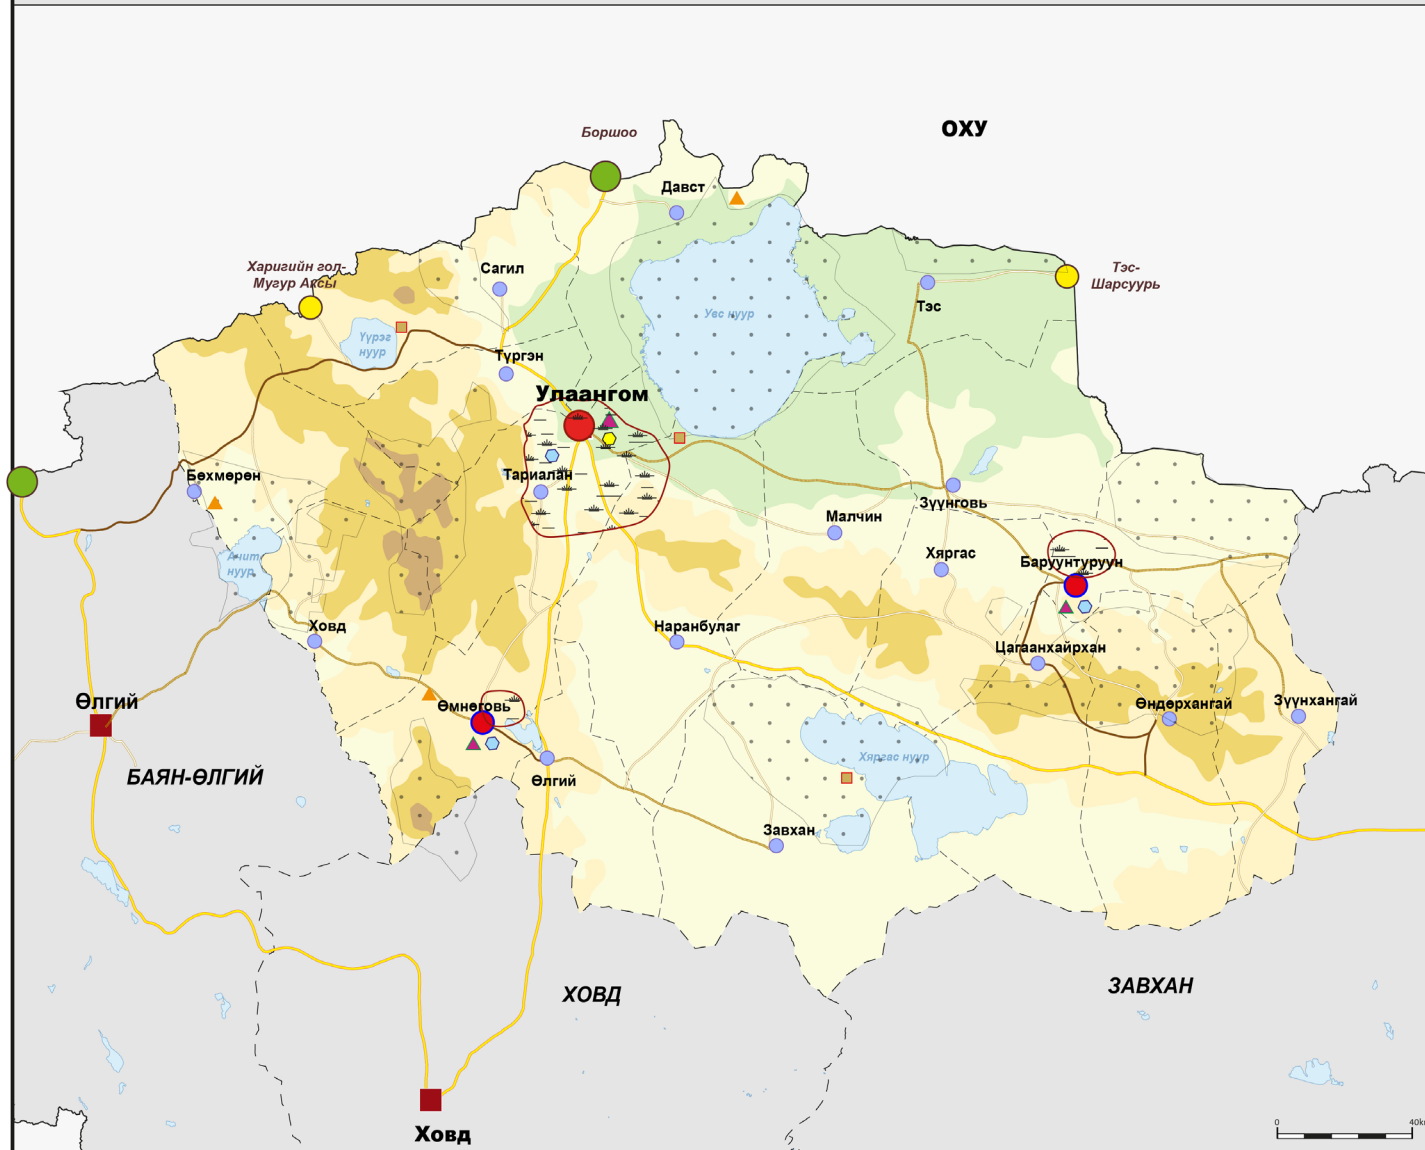 Боршоо
ОХУ
Давст
Харигийн гол-
Мугур Аксы
Сагил
Тэс-
Шарсуурь
Тэс
Увс нуур
Үүрэг
нуур
Түргэн
Улаангом
Бөхмөрөн
Тариалан
Зүүнговь
Малчин
Хяргас
Баруунтуруун
Ачит
нуур
Ховд
Наранбулаг
Цагаанхайрхан
Өлгий
Өмнөговь
Өндөрхангай
Зүүнхангай
БАЯН-ӨЛГИЙ
Өлгий
Хяргас нуур
Завхан
ХОВД
ЗАВХАН
Ховд
0